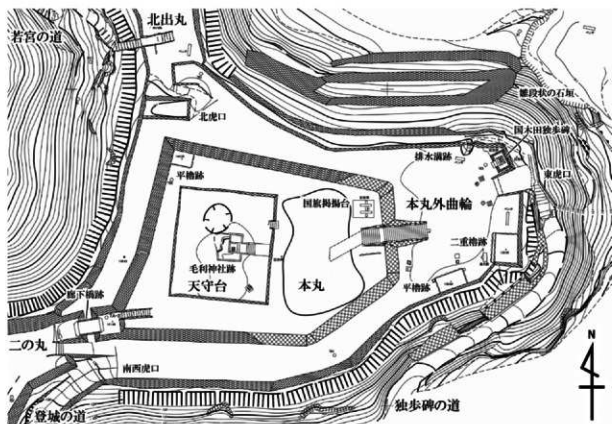 北出丸
若宮の道
雛段状の石垣
国木田独歩碑
北虎口
排水溝跡
東虎口
平櫓跡
国旗掲揚台
本丸外曲輪
二重櫓跡
毛利神社跡
天守台
本丸
平櫓跡
廊下橋跡
二の丸
南西虎口
登城の道
独歩碑の道
N